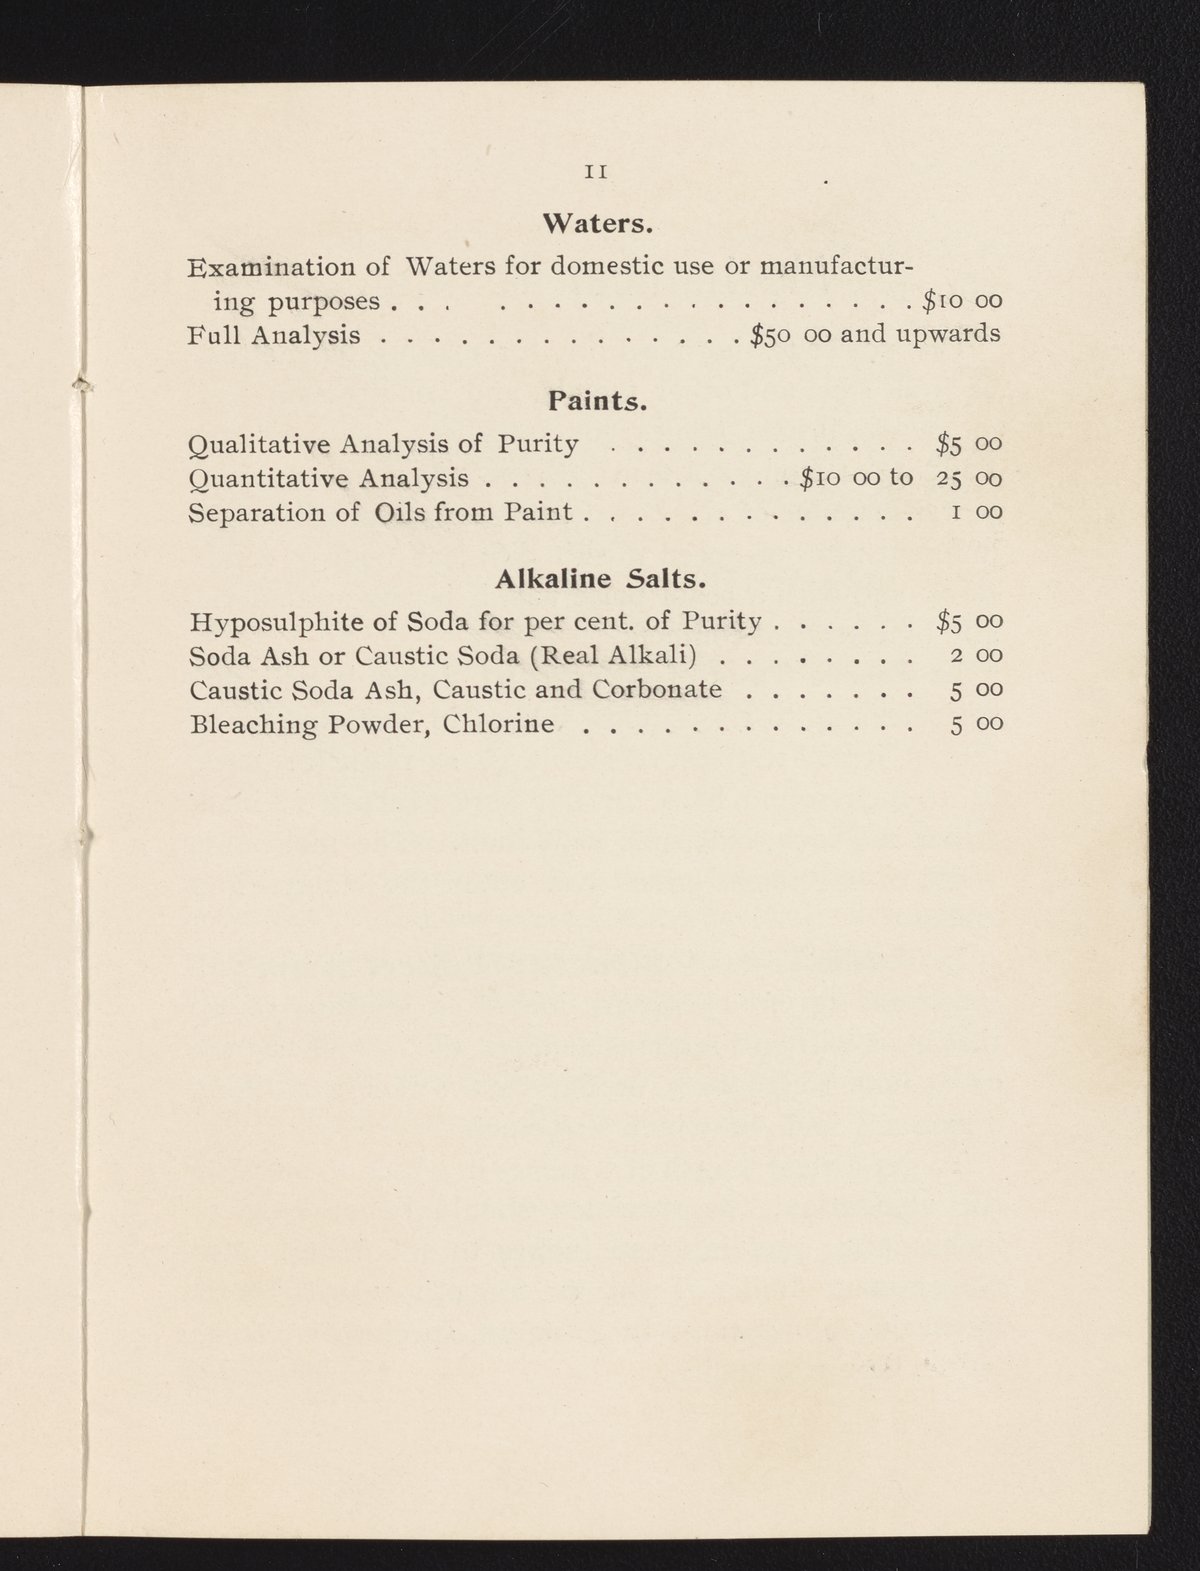 11
Waters.
Examination of Waters for domestic use or manufactur-
ing purposes . . . . . . . . . . . . . . . . . . . $10 00
Full Analysis . . . . . . . . . . . . . . $50 00 and upwards
Paints.
Qualitative Analysis of Purity . . . . . . . . . . . . $5 00
Quantitative Analysis . . . . . . . . . . . . $10 00 to 25 00
Separation of Oils from Paint . . . . . . . . . . . . . 1 00
Alkaline Salts.
Hyposulphite of Soda for per cent. of Purity . . . . . . $5 00
Soda Ash or Caustic Soda (Real Alkali) . . . . . . . . 2 00
Caustic Soda Ash, Caustic and Corbonate . . . . . . . 5 00
Bleaching Powder, Chlorine . . . . . . . . . . . . . 5 00